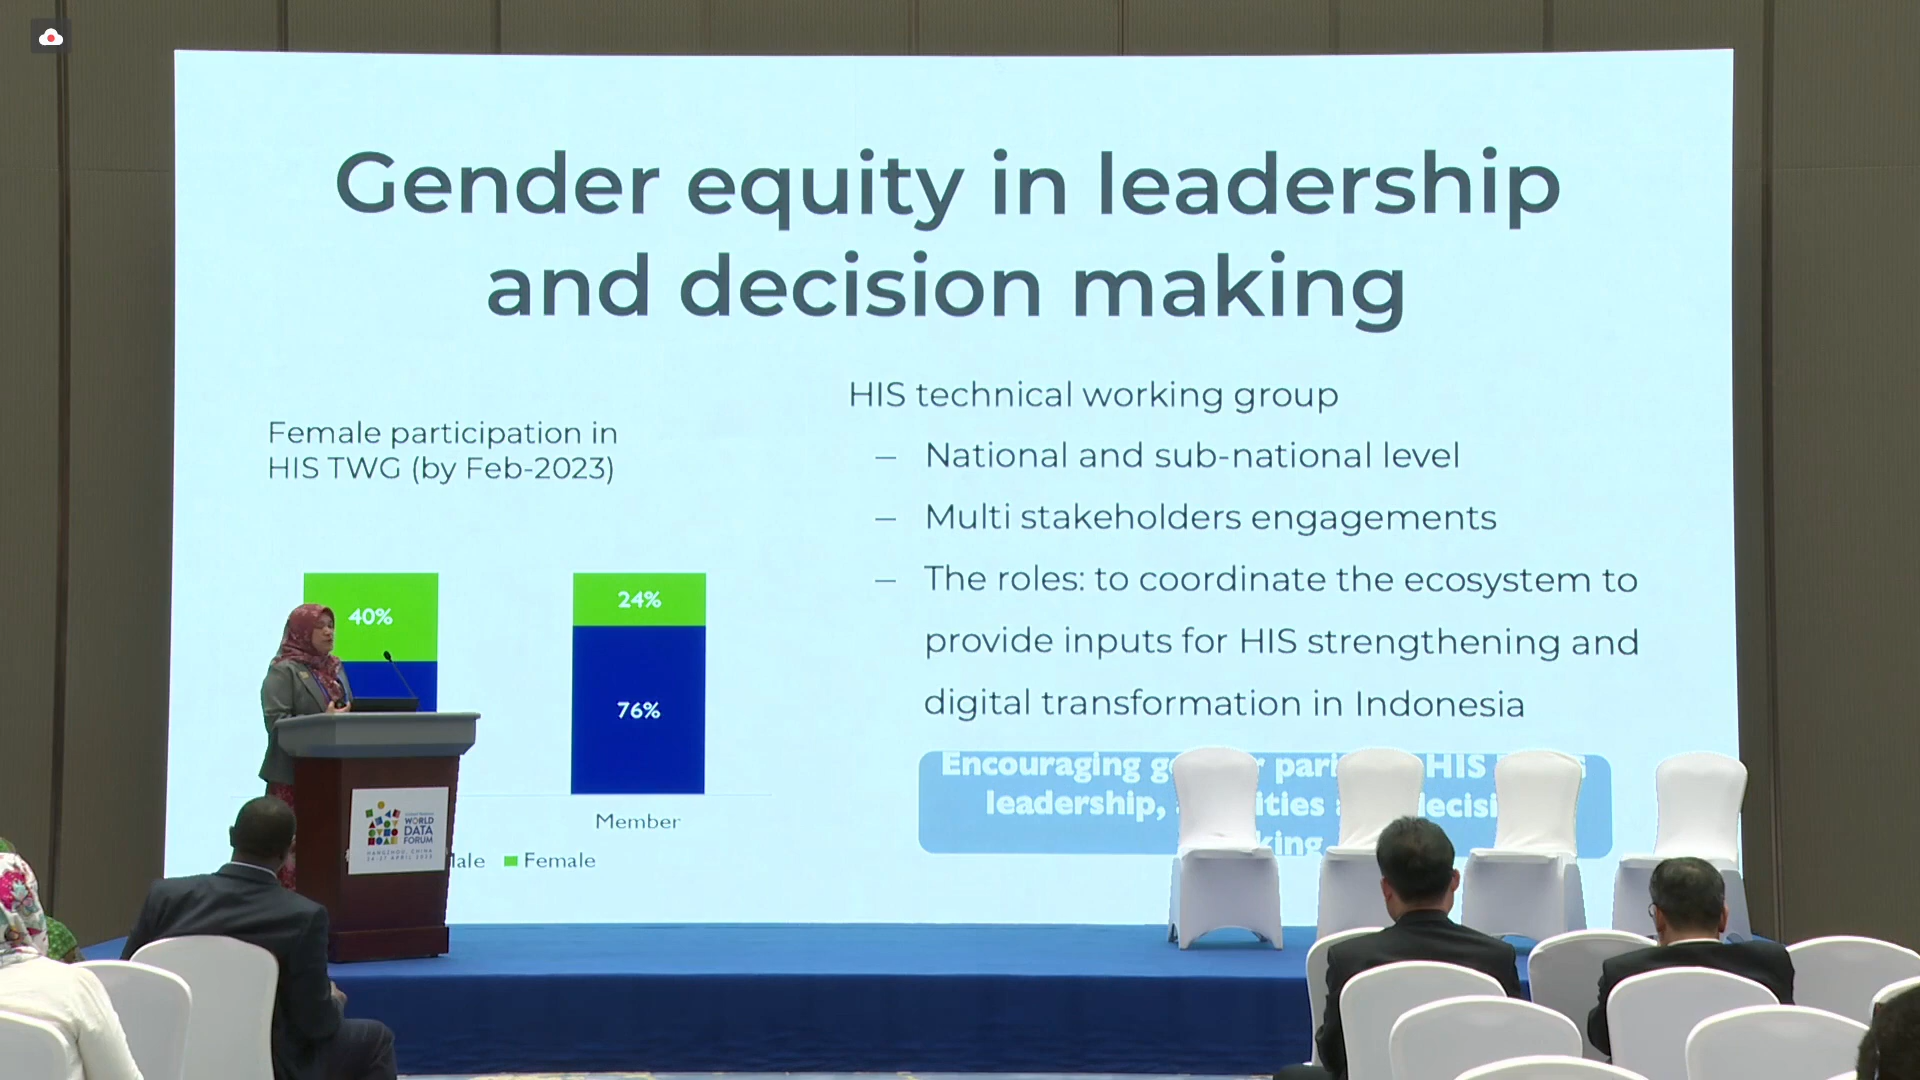 Gender equity in leadership
and decision making
Female participation in
HIS TWG (by Feb-2023)
40%
24%
76%
Member
Female
HIS technical working group
– National and sub-national level
– Multi stakeholders engagements
– The roles: to coordinate the ecosystem to
provide inputs for HIS strengthening and
digital transformation in Indonesia
Encouraging HIS
leadership,
WORLD
DATA
FORUM
HANGZHOU, CHINA